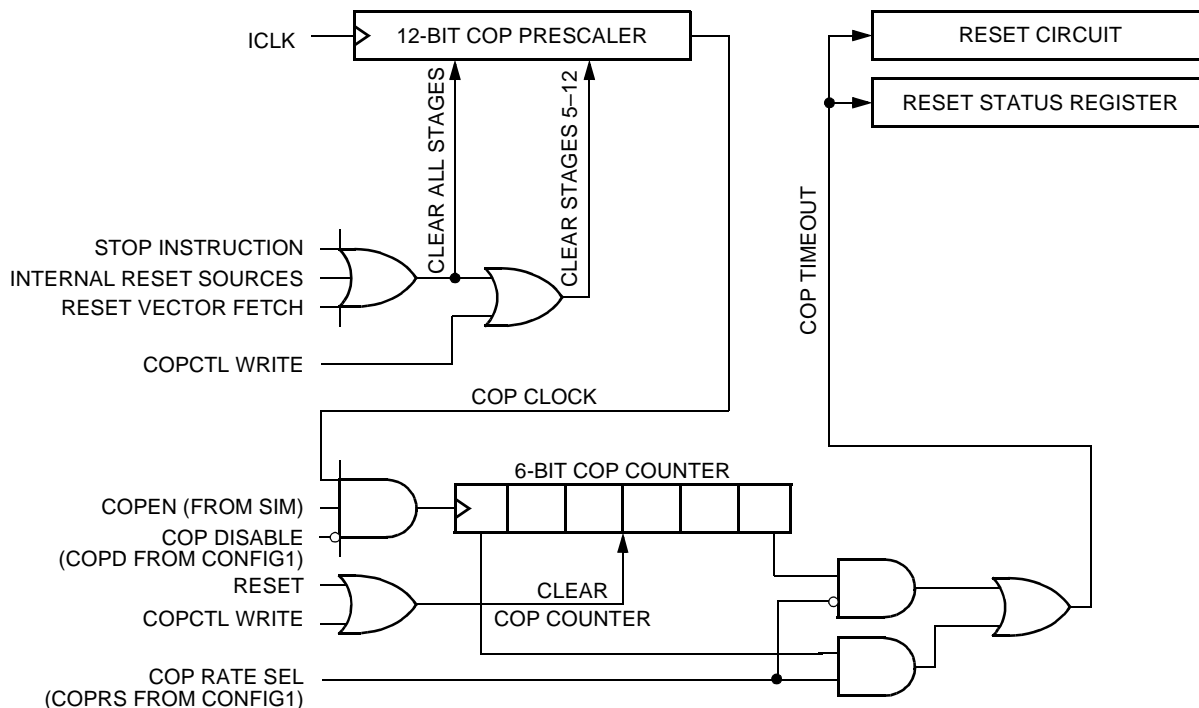 ICLK
12-BIT COP PRESCALER
RESET CIRCUIT
RESET STATUS REGISTER
CLEAR ALL STAGES
CLEAR STAGES 5–12
COP TIMEOUT
STOP INSTRUCTION
INTERNAL RESET SOURCES
RESET VECTOR FETCH
COPCTL WRITE
COP CLOCK
6-BIT COP COUNTER
COPEN (FROM SIM)
COP DISABLE
(COPD FROM CONFIG1)
RESET
COPCTL WRITE
CLEAR
COP COUNTER
COP RATE SEL
(COPRS FROM CONFIG1)